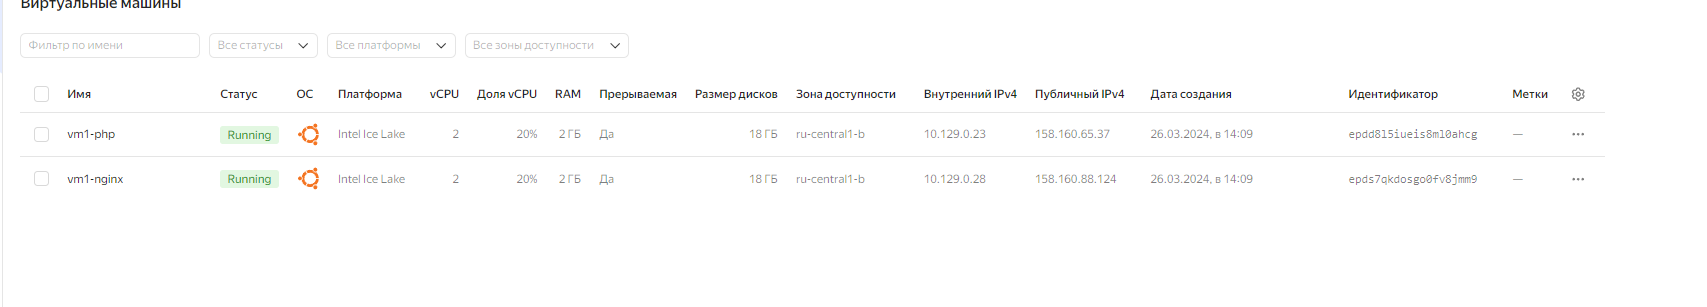 Виртуальные машины
Фильтр по имени Все статусы Все платформы Все зоны доступности
Имя Статус ОС Платформа vCPU Доля vCPU RAM Прерываемая Размер дисков Зона доступности Внутренний IPv4 Публичный IPv4 Дата создания Идентификатор Метки
vm1-php Running Intel Ice Lake 2 20% 2 ГБ Да 18 ГБ ru-central1-b 10.129.0.23 158.160.65.37 26.03.2024, в 14:09 epdd8l5iueis8ml0ahcg —
vm1-nginx Running Intel Ice Lake 2 20% 2 ГБ Да 18 ГБ ru-central1-b 10.129.0.28 158.160.88.124 26.03.2024, в 14:09 epds7qkdosgo0fv8jmm9 —